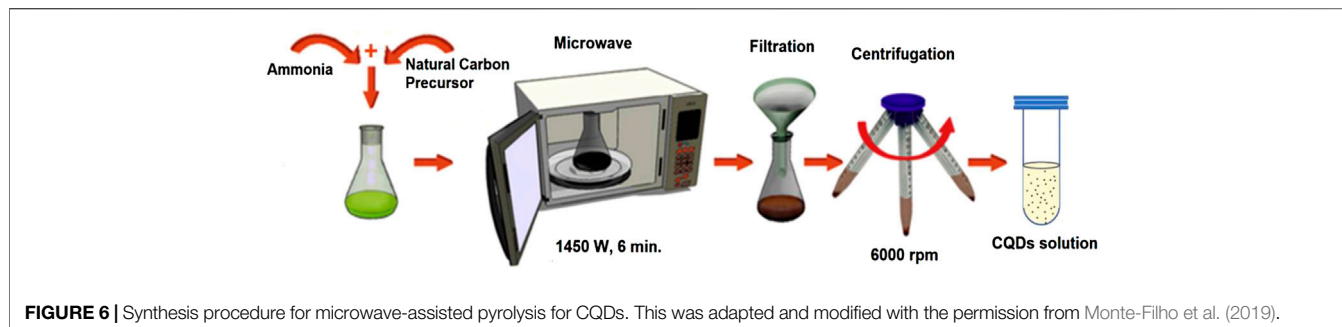 Ammonia
+
Natural Carbon
Precursor
Microwave
1450 W, 6 min.
Filtration
Centrifugation
6000 rpm
CQDs solution
FIGURE 6 | Synthesis procedure for microwave-assisted pyrolysis for CQDs. This was adapted and modified with the permission from Monte-Filho et al. (2019).